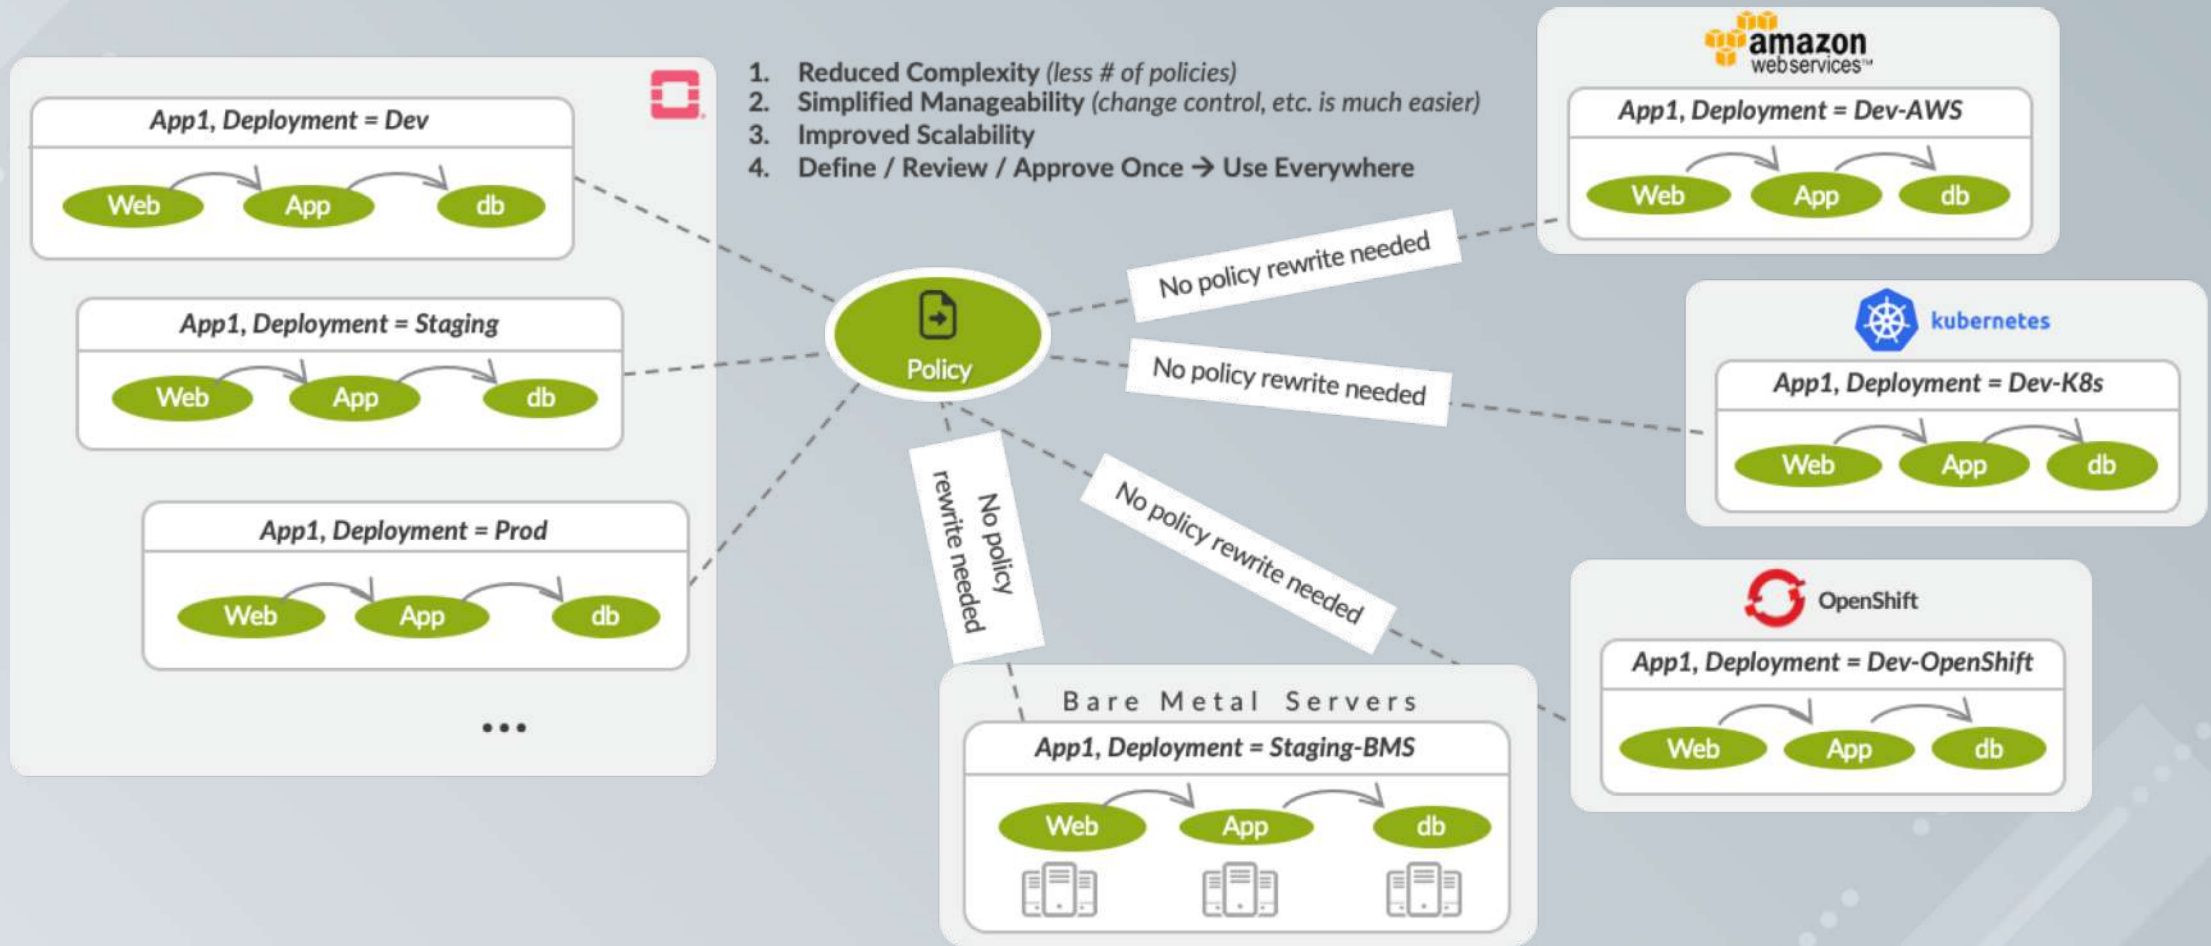 App1, Deployment = Dev
Web
App
db
App1, Deployment = Staging
Web
App
db
App1, Deployment = Prod
Web
App
db
...
1. Reduced Complexity (less # of policies)
2. Simplified Manageability (change control, etc. is much easier)
3. Improved Scalability
4. Define / Review / Approve Once → Use Everywhere
Policy
No policy rewrite needed
No policy rewrite needed
No policy rewrite needed
No policy
rewrite needed
amazon
webservices™
App1, Deployment = Dev-AWS
Web
App
db
kubernetes
App1, Deployment = Dev-K8s
Web
App
db
OpenShift
App1, Deployment = Dev-OpenShift
Web
App
db
Bare Metal Servers
App1, Deployment = Staging-BMS
Web
App
db